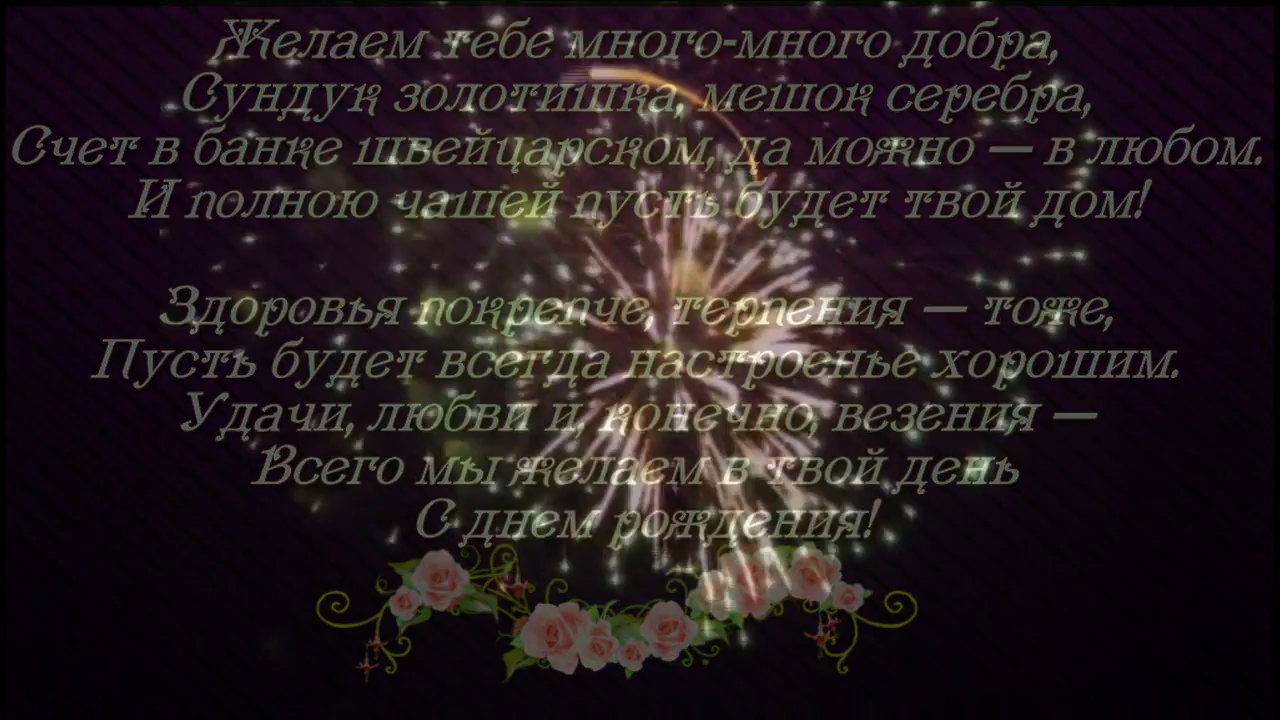 Желаем тебе много-много добра,
Сундук золотишка, мешок серебра,
Счет в банке швейцарском, да можно — в любом.
И полною чашей пусть будет твой дом!
Здоровья покрепче, терпения — тоже,
Пусть будет всегда настроенье хорошим.
Удачи, любви и, конечно, везения —
Всего мы желаем в твой день
С днем рождения!